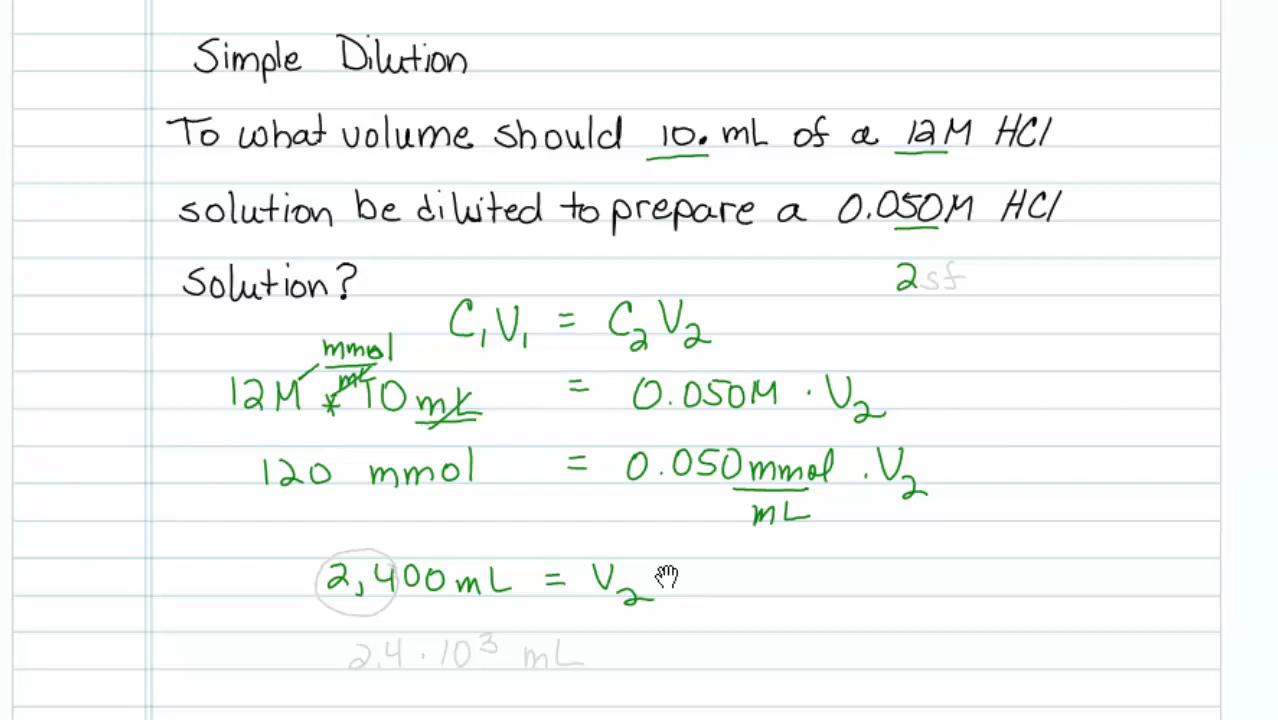 Simple Dilution
To what volume should 10. mL of a 12M HCl
solution be diluted to prepare a 0.050M HCl
solution?
2sf
C₁V₁ = C₂V₂
mmol
mL
12M * 10 mL = 0.050M · V₂
120 mmol = 0.050 mmol · V₂
mL
2,400 mL = V₂
2.4 · 10³ mL